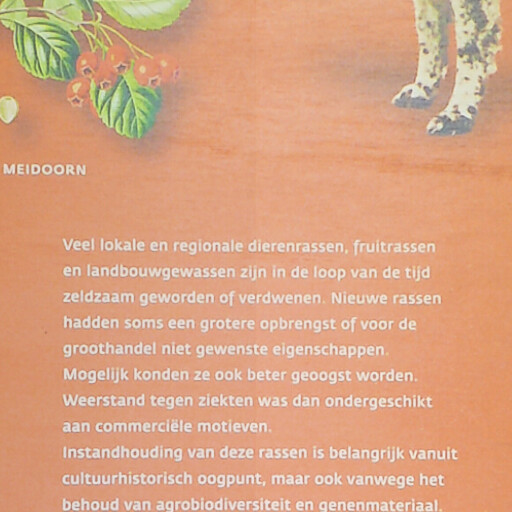 MEIDOORN
Veel lokale en regionale dierenrassen, fruitrassen
en landbouwgewassen zijn in de loop van de tijd
zeldzaam geworden of verdwenen. Nieuwe rassen
hadden soms een grotere opbrengst of voor de
groothandel niet gewenste eigenschappen.
Mogelijk konden ze ook beter geoogst worden.
Weerstand tegen ziekten was dan ondergeschikt
aan commerciële motieven.
Instandhouding van deze rassen is belangrijk vanuit
cultuurhistorisch oogpunt, maar ook vanwege het
behoud van agrobiodiversiteit en genenmateriaal.